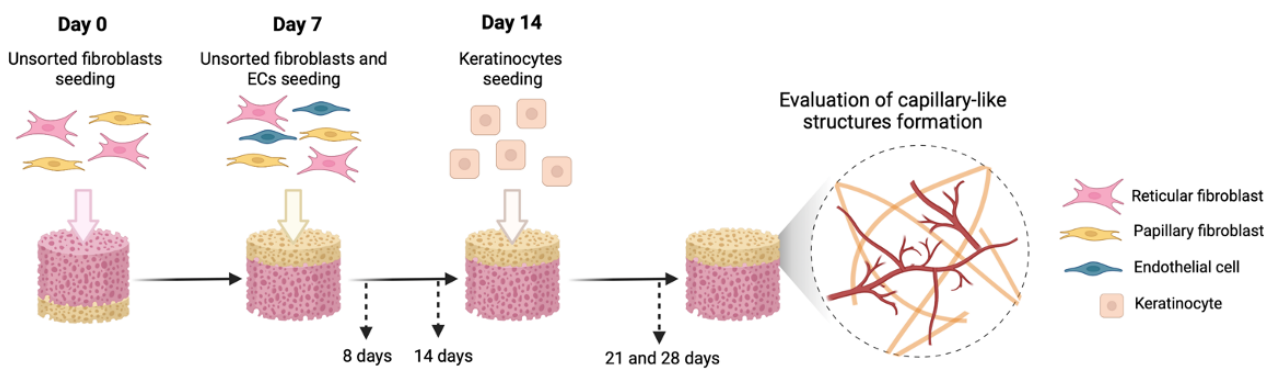 Day 0
Unsorted fibroblasts
seeding
Day 7
Unsorted fibroblasts and
ECs seeding
Day 14
Keratinocytes
seeding
8 days
14 days
21 and 28 days
Evaluation of capillary-like
structures formation
Reticular fibroblast
Papillary fibroblast
Endothelial cell
Keratinocyte